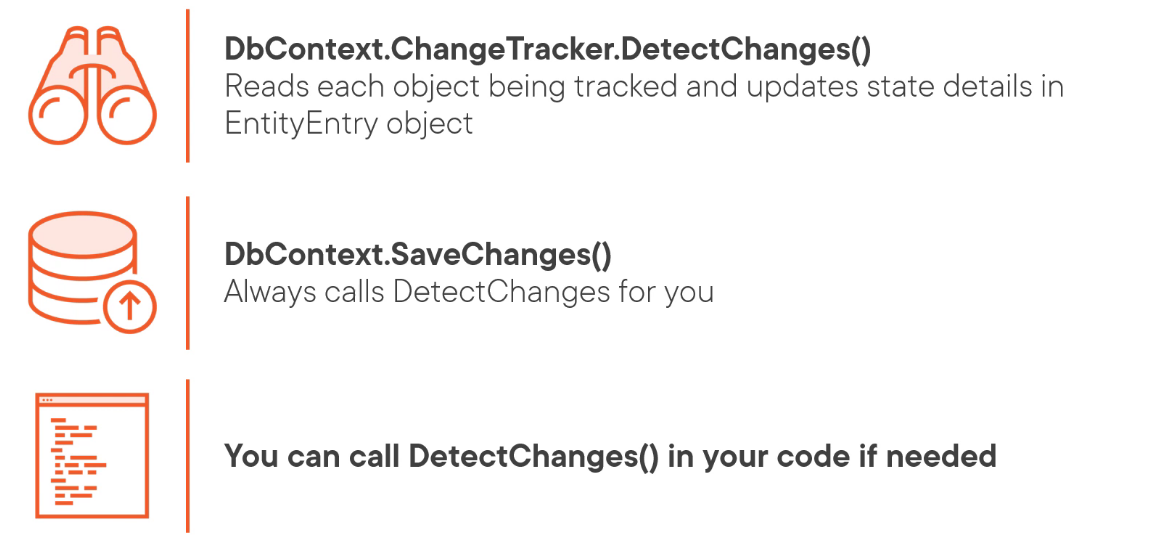 DbContext.ChangeTracker.DetectChanges()
Reads each object being tracked and updates state details in
EntityEntry object
DbContext.SaveChanges()
Always calls DetectChanges for you
You can call DetectChanges() in your code if needed